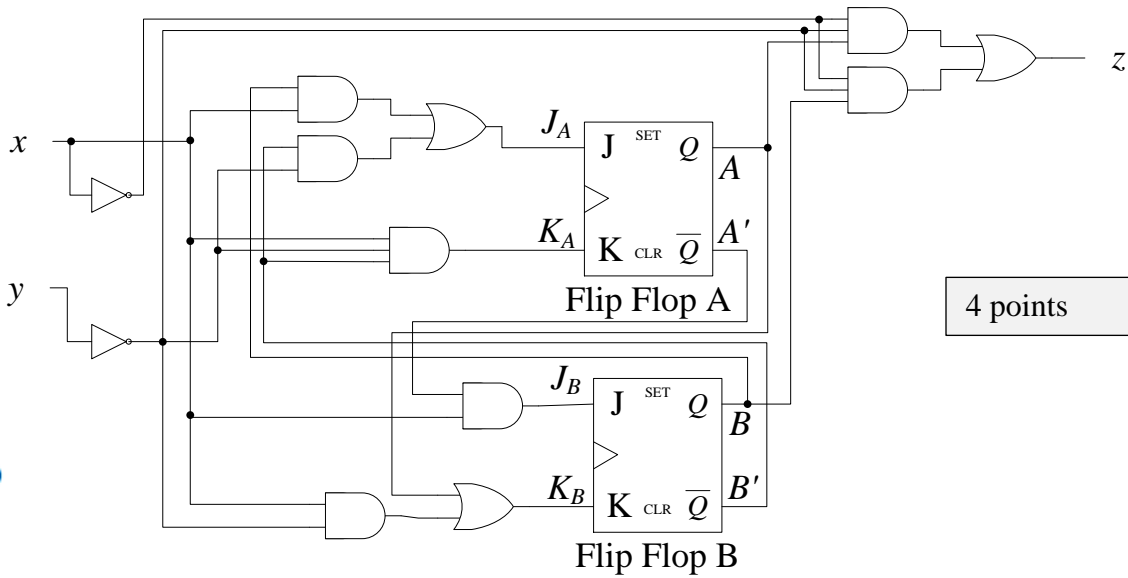 z
x
J_A
J
SET
Q
A
K_A
K
CLR
Q
A'
y
Flip Flop A
4 points
J_B
J
SET
Q
B
K_B
K
CLR
Q
B'
Flip Flop B